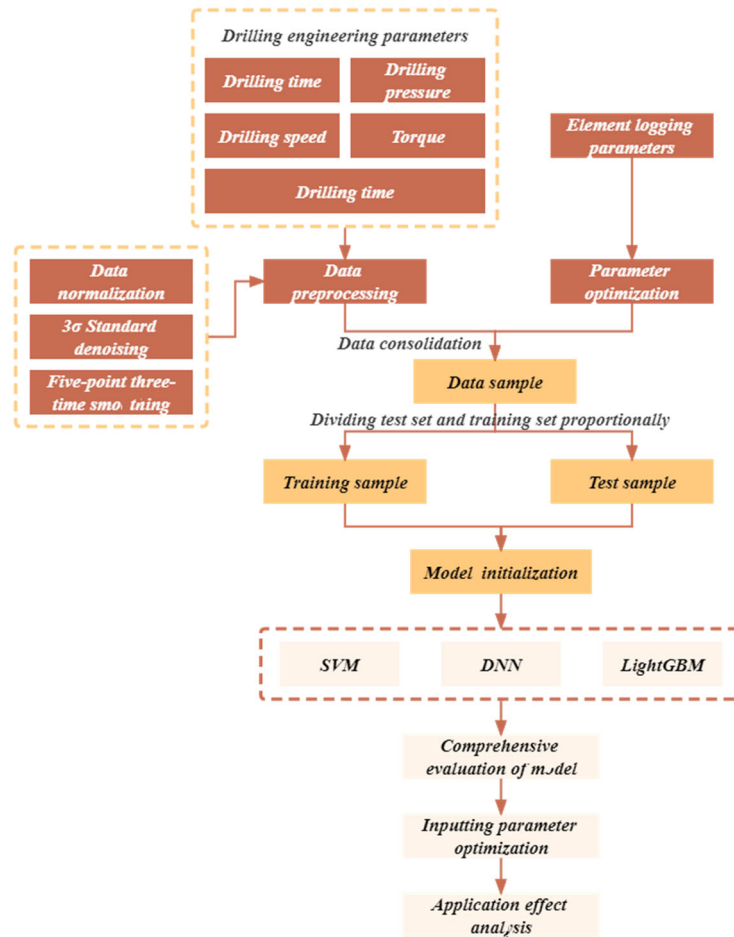 Drilling engineering parameters
Drilling time
Drilling
pressure
Drilling speed
Torque
Drilling time
Element logging
parameters
Data
normalization
3σ Standard
denoising
Five-point three-
time smo tning
Data
preprocessing
Parameter
optimization
Data consolidation
Data sample
Dividing test set and training set proportionally
Training sample
Test sample
Model initialization
SVM
DNN
LightGBM
Comprehensive
evaluation of model
Inputting parameter
optimization
Application effect
analysis